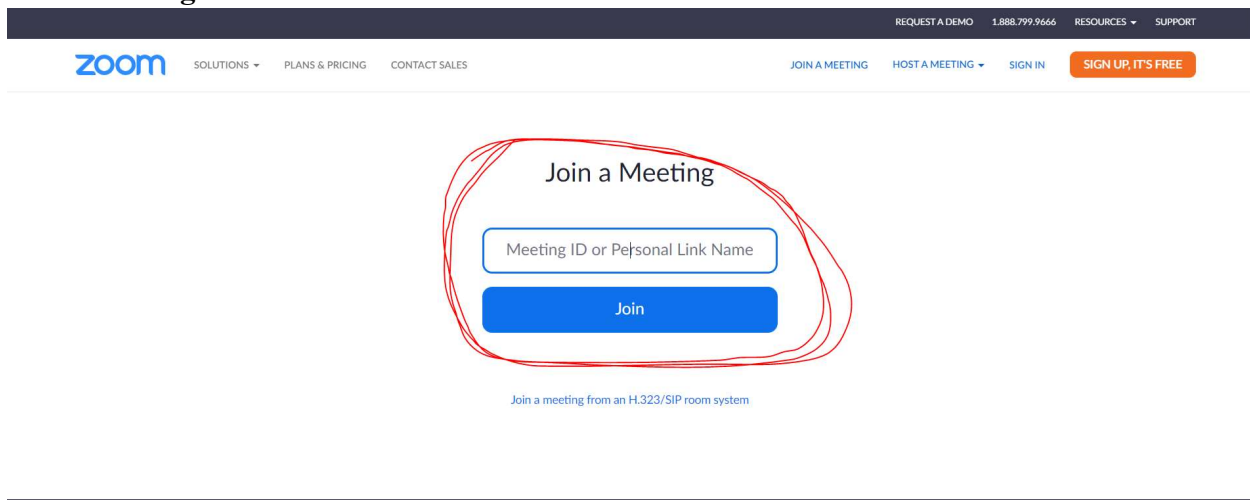 REQUEST A DEMO 1.888.799.9666 RESOURCES SUPPORT
zoom SOLUTIONS PLANS & PRICING CONTACT SALES JOIN A MEETING HOST A MEETING SIGN IN SIGN UP, IT'S FREE
Join a Meeting
Meeting ID or Personal Link Name
Join
Join a meeting from an H.323/SIP room system